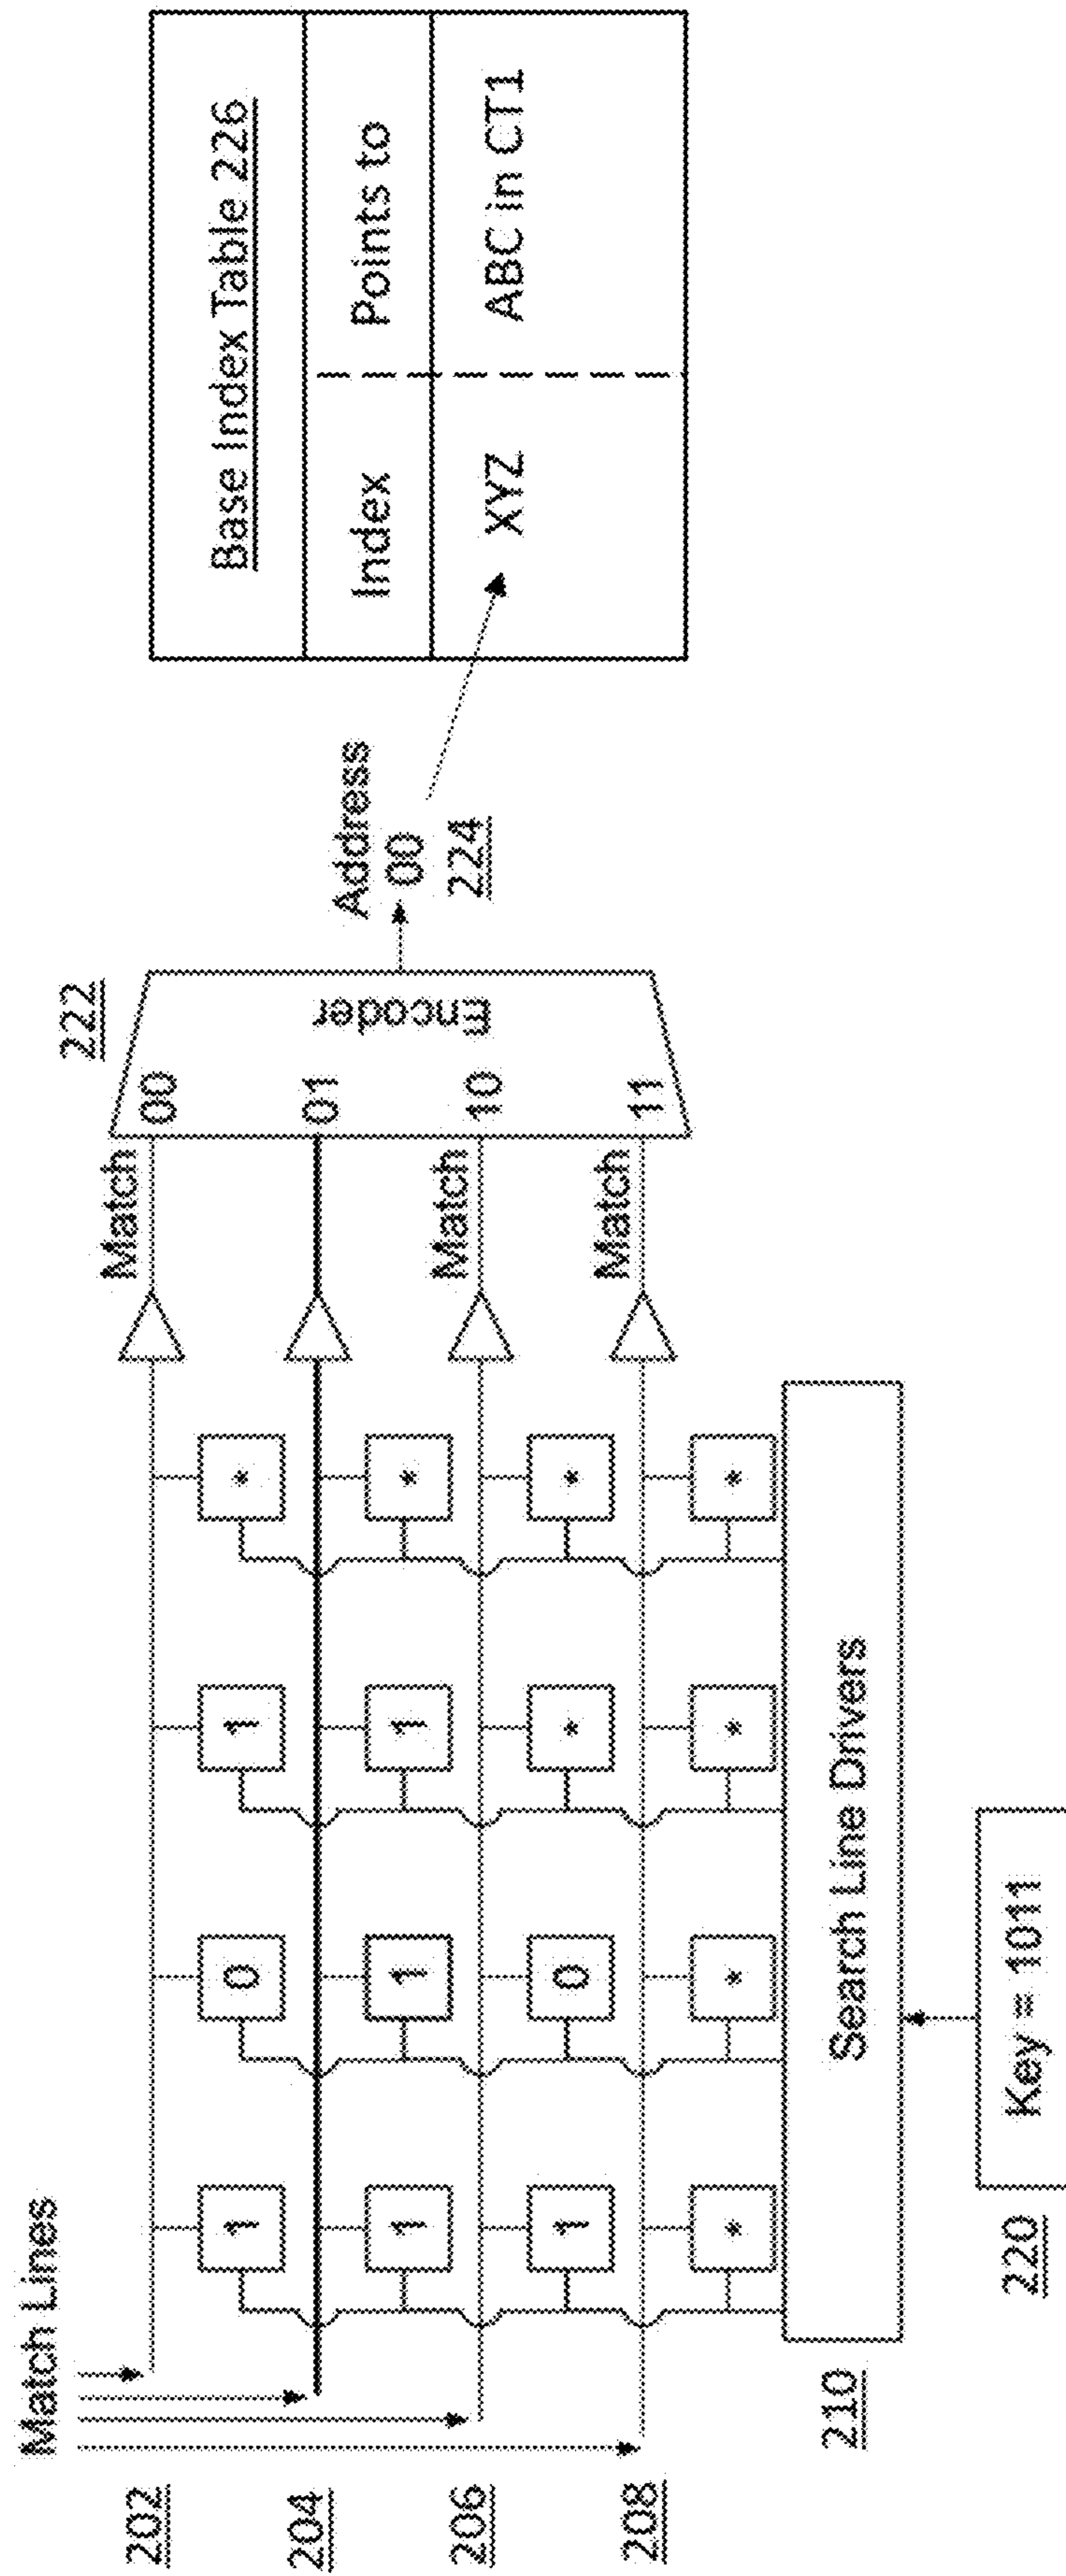 Match Lines
202
204
206
208
1 0 1 *
1 1 1 *
1 0 * *
* * * *
Match
Match
Match
222
00
01
10
11
Encoder
Address
00
224
Base Index Table 226
Index Points to
XYZ ABC in CT1
210
Search Line Drivers
220
Key = 1011